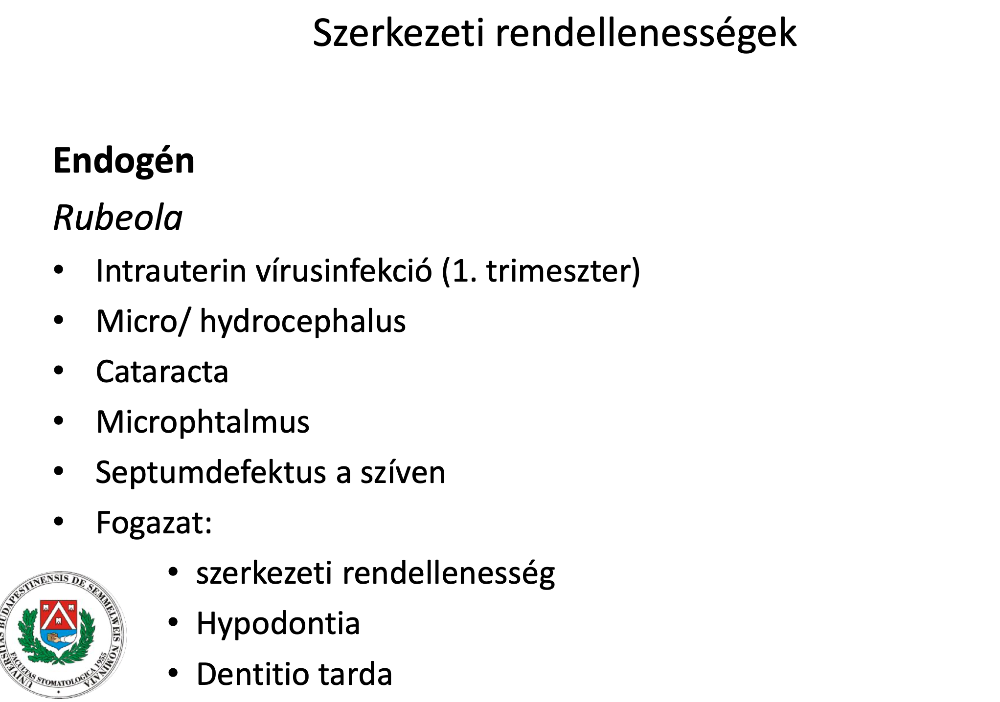 Szerkezeti rendellenességek
Endogén
Rubeola
• Intrauterin vírusinfekció (1. trimeszter)
• Micro/ hydrocephalus
• Cataracta
• Microphtalmus
• Septumdefektus a szíven
• Fogazat:
• szerkezeti rendellenesség
• Hypodontia
• Dentitio tarda
UNIVERSITAS BUDAPESTINENSIS DE SEMMELWEIS NOMINATA
FACULTAS STOMATOLOGICA 1955